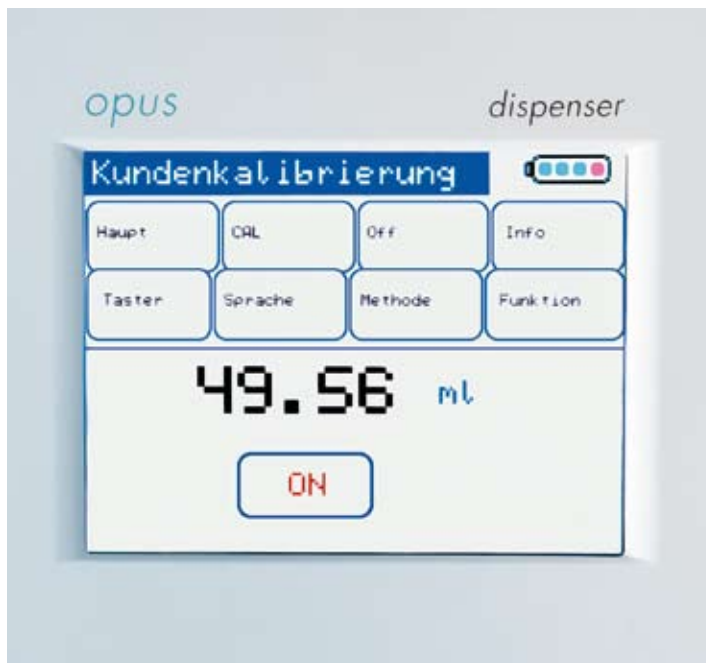 opus dispenser
Kundenkalibrierung
Haupt CAL Off Info
Taster Sprache Methode Funktion
49.56 ml
ON